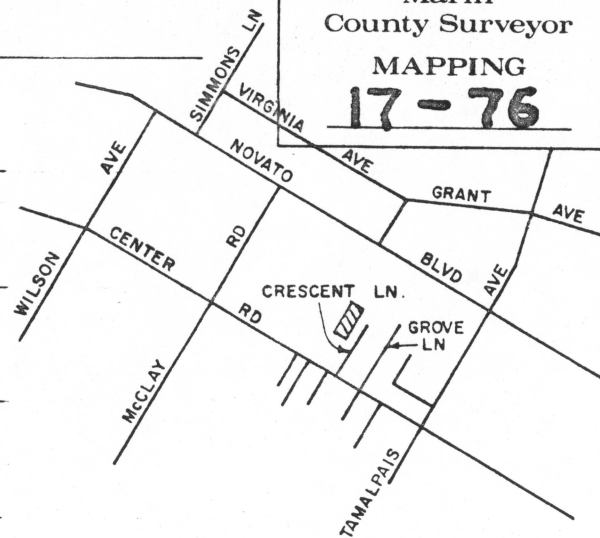 Marin
County Surveyor
MAPPING
17-76
SIMMONS LN
VIRGINIA AVE
NOVATO BLVD
GRANT AVE
AVE
WILSON AVE
CENTER RD
McCLAY RD
CRESCENT LN.
GROVE
LN
TAMALPAIS AVE